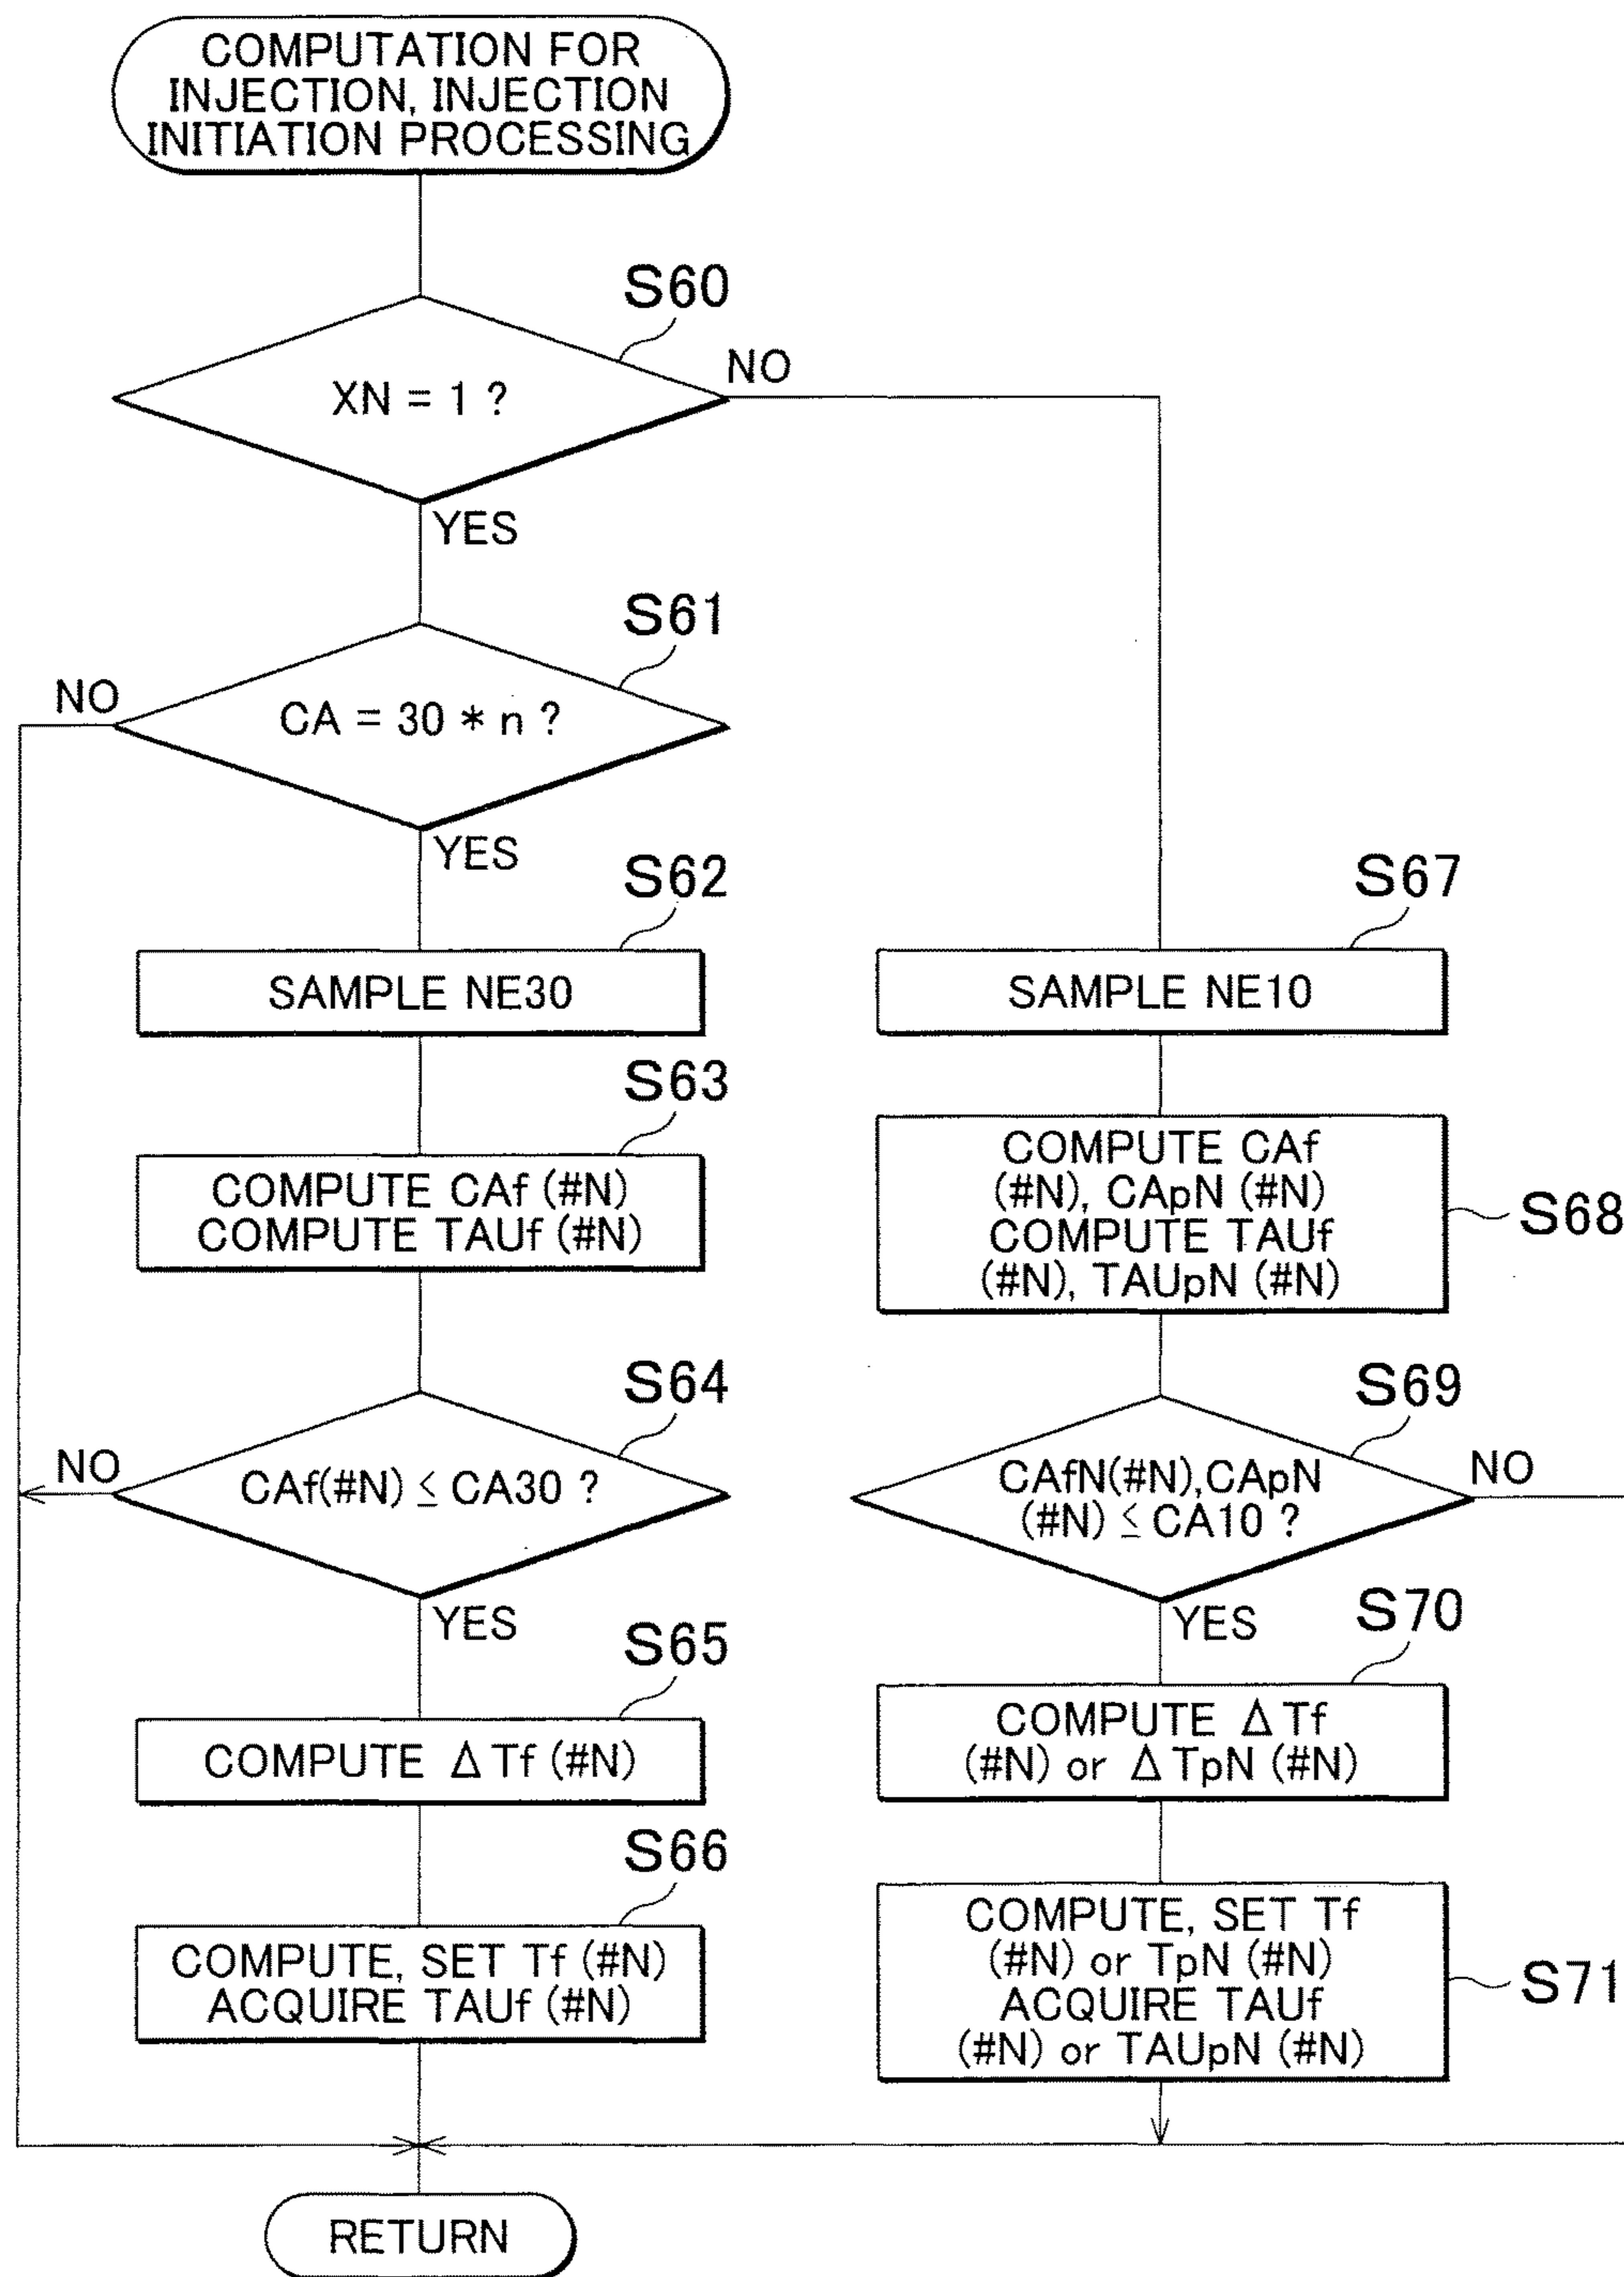 COMPUTATION FOR
INJECTION, INJECTION
INITIATION PROCESSING
S60
XN = 1 ?
NO
YES
S61
NO
CA = 30 * n ?
YES
S62
SAMPLE NE30
S63
COMPUTE CAf (#N)
COMPUTE TAUf (#N)
S64
NO
CAf(#N) ≤ CA30 ?
YES
S65
COMPUTE Δ Tf (#N)
S66
COMPUTE, SET Tf (#N)
ACQUIRE TAUf (#N)
S67
SAMPLE NE10
COMPUTE CAf
(#N), CApN (#N)
COMPUTE TAUf
(#N), TAUpN (#N)
S68
S69
CAfN(#N),CApN
(#N) ≤ CA10 ?
NO
YES
S70
COMPUTE Δ Tf
(#N) or Δ TpN (#N)
COMPUTE, SET Tf
(#N) or TpN (#N)
ACQUIRE TAUf
(#N) or TAUpN (#N)
S71
RETURN